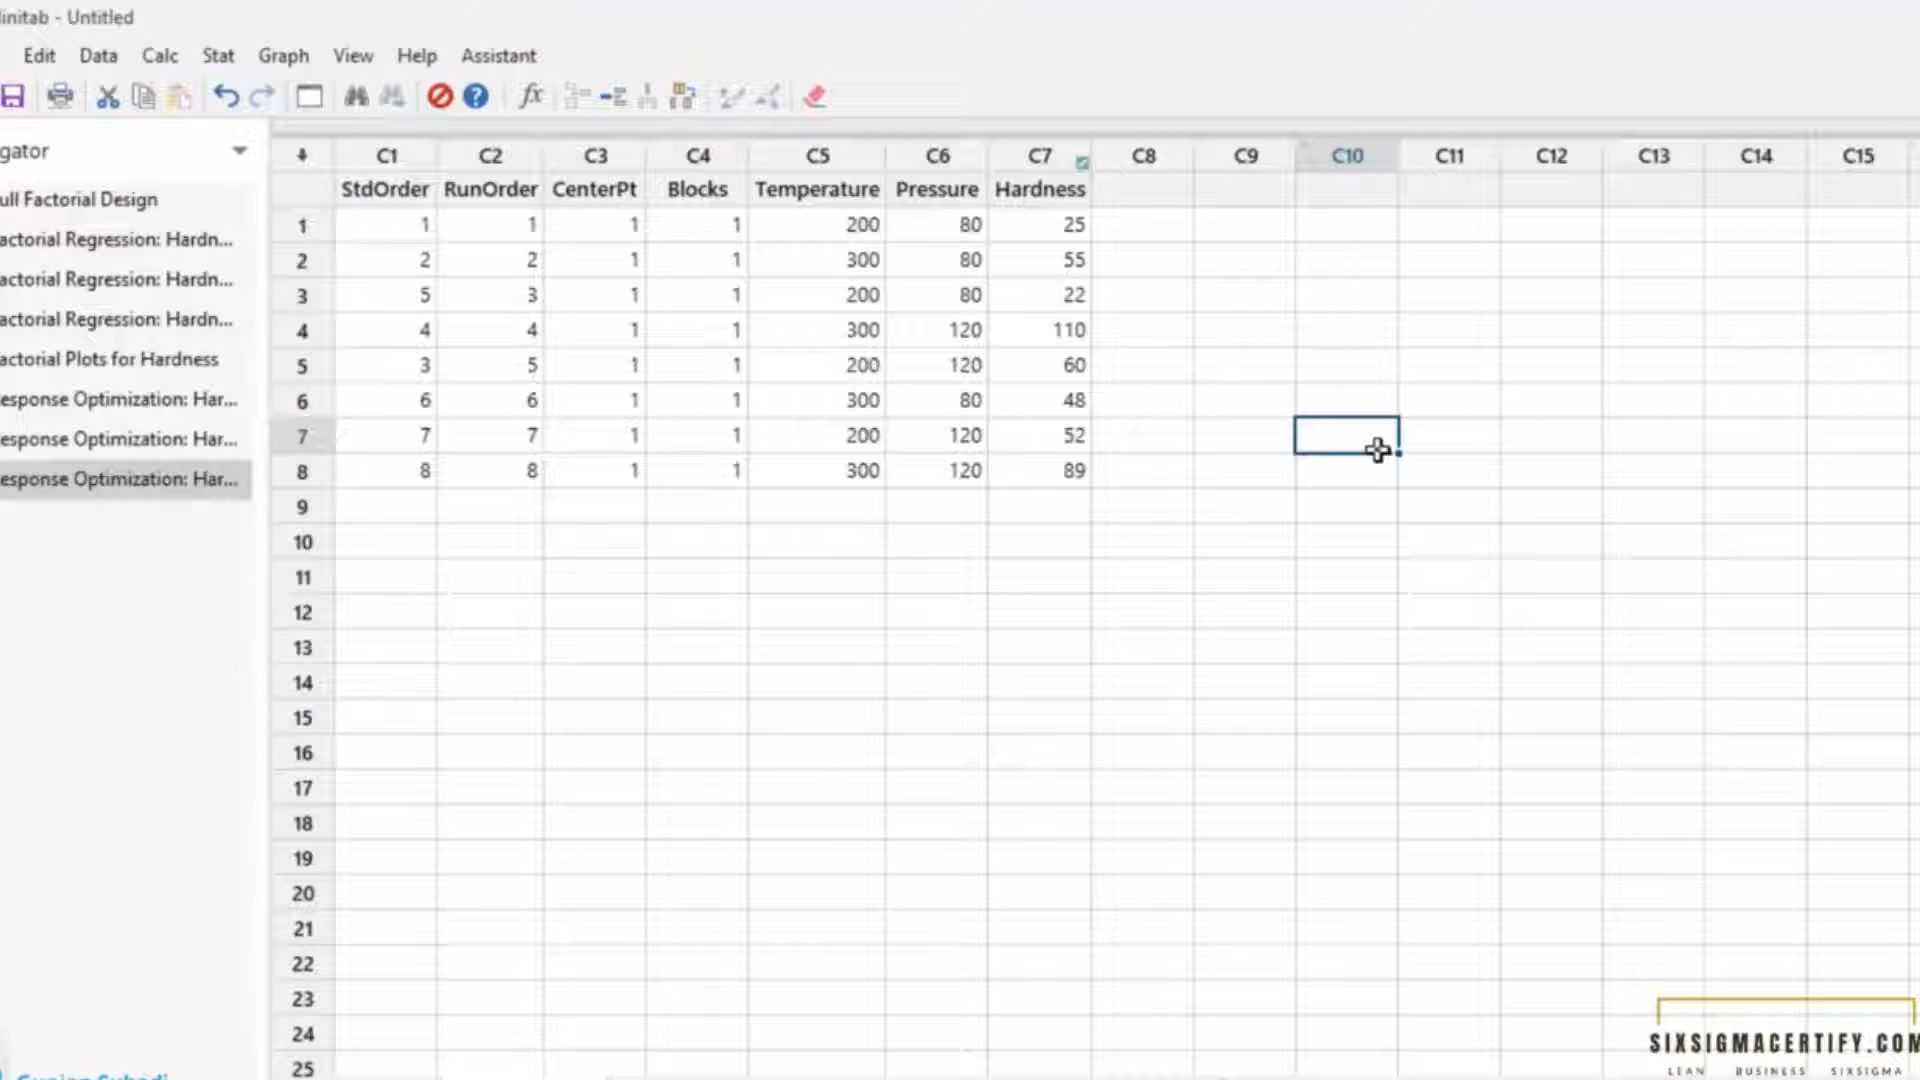 initab - Untitled
Edit Data Calc Stat Graph View Help Assistant
fx
gator
ull Factorial Design
actorial Regression: Hardn...
actorial Regression: Hardn...
actorial Regression: Hardn...
actorial Plots for Hardness
esponse Optimization: Har...
esponse Optimization: Har...
esponse Optimization: Har...
C1 C2 C3 C4 C5 C6 C7 C8 C9 C10 C11 C12 C13 C14 C15
StdOrder RunOrder CenterPt Blocks Temperature Pressure Hardness
1 1 1 1 1 200 80 25
2 2 2 1 1 300 80 55
3 5 3 1 1 200 80 22
4 4 4 1 1 300 120 110
5 3 5 1 1 200 120 60
6 6 6 1 1 300 80 48
7 7 7 1 1 200 120 52
8 8 8 1 1 300 120 89
9
10
11
12
13
14
15
16
17
18
19
20
21
22
23
24
25
SIXSIGMACERTIFY.COM
LEAN BUSINESS SIXSIGMA